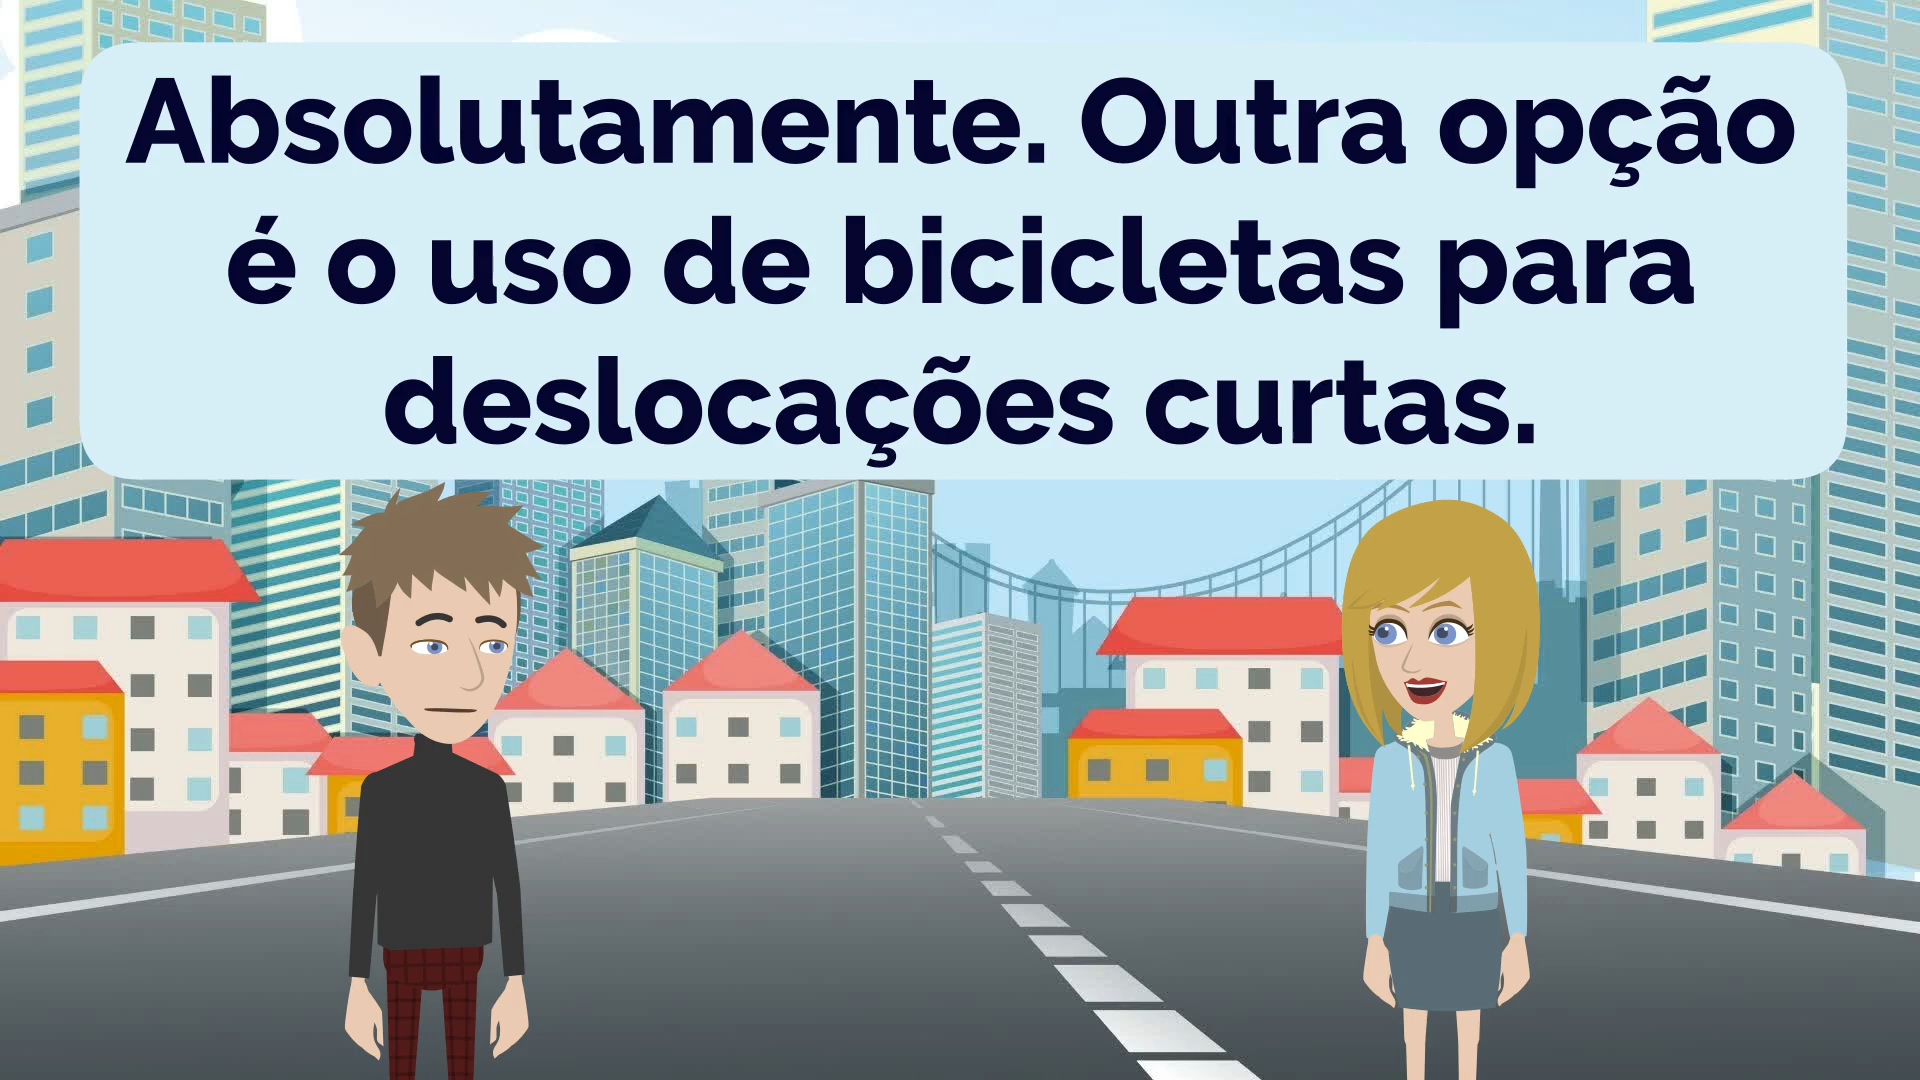 Absolutamente. Outra opção
é o uso de bicicletas para
deslocações curtas.